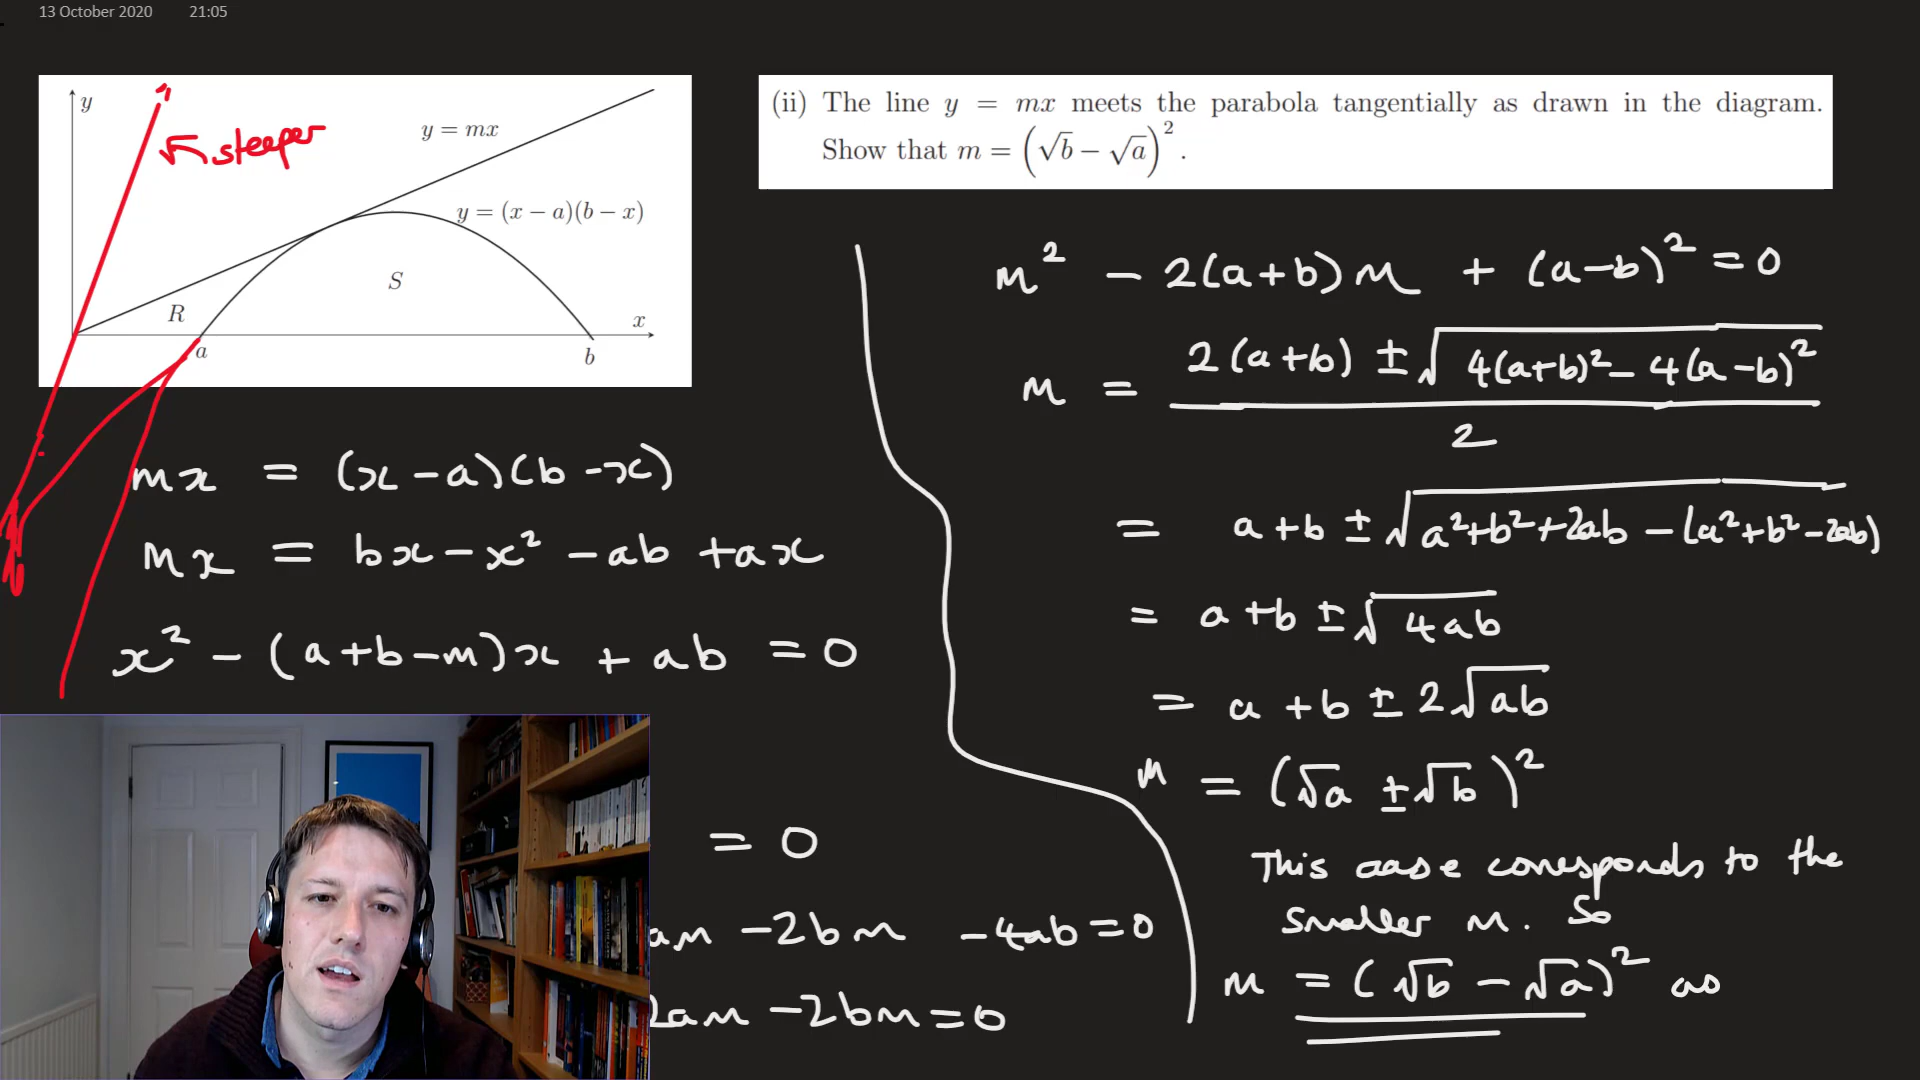 13 October 2020 21:05
y
steeper
y = mx
y = (x − a)(b − x)
S
R
x
a
b
(ii) The line y = mx meets the parabola tangentially as drawn in the diagram.
Show that m = (√b − √a)².
mx = (x − a)(b − x)
mx = bx − x² − ab + ax
x² − (a+b−m)x + ab = 0
= 0
am − 2bm − 4ab = 0
2am − 2bm = 0
m² − 2(a+b)m + (a−b)² = 0
m = (2(a+b) ± √(4(a+b)² − 4(a−b)²)) / 2
= a+b ± √(a²+b²+2ab − (a²+b²−2ab))
= a+b ± √(4ab)
= a+b ± 2√(ab)
m = (√a ± √b)²
This case corresponds to the
smaller m. So
m = (√b − √a)² as